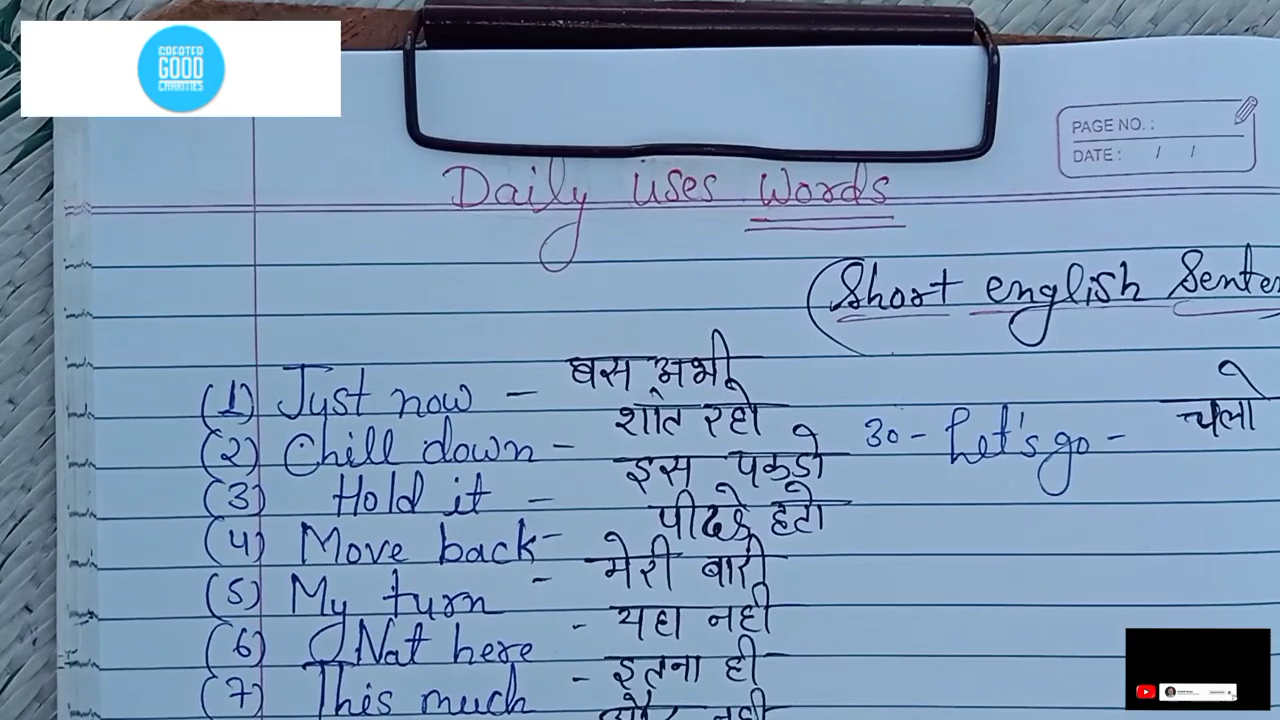 GREATER
GOOD
CHARITIES
PAGE NO. :
DATE : / /
Daily uses Words
(Short english Senten
(1) Just now - बस अभी
(2) Chill down - शांत रहो
(3) Hold it - इस पकडो
(4) Move back - पीछे हटो
(5) My turn - मेरी बारी
(6) Nat here - यहा नही
(7) This much - इतना ही
30 - Let's go - चलो